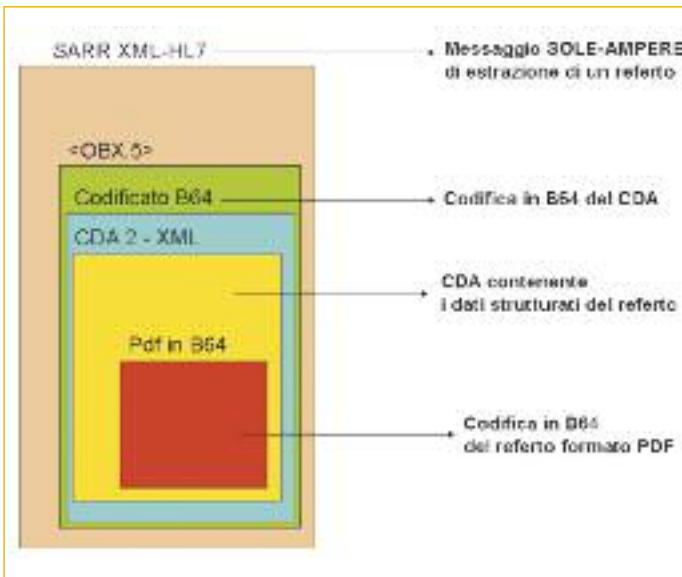 SARR XML-HL7
Messaggio SOLE-AMPERE
di estrazione di un referto
<OBX.5>
Codificato B64
Codifica in B64 del CDA
CDA 2 - XML
CDA contenente
i dati strutturati del referto
Pdf in B64
Codifica in B64
del referto formato PDF